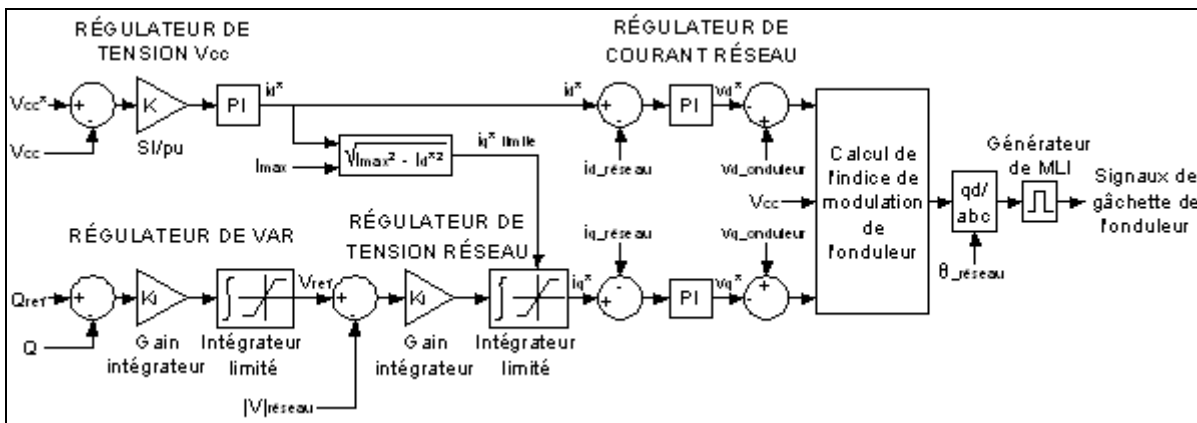 RÉGULATEUR DE
TENSION Vcc
RÉGULATEUR DE
COURANT RÉSEAU
Vcc*
+
-
K
PI
id*
id*
+
-
PI
Vd*
-
+
Vcc
SI/pu
Imax
√Imax² - Id*²
iq* limite
id_réseau
Vd_onduleur
Calcul de
l'indice de
modulation
de
l'onduleur
Vcc
qd/
abc
Générateur
de MLI
Signaux de
gâchette de
l'onduleur
θ_réseau
RÉGULATEUR DE VAR
RÉGULATEUR DE
TENSION RÉSEAU
iq_réseau
Vq_onduleur
Qref
+
-
Ki
∫
Vref
+
-
Ki
∫
iq*
+
-
PI
Vq*
-
+
Q
Gain
intégrateur
Intégrateur
limité
Gain
intégrateur
Intégrateur
limité
|V|réseau